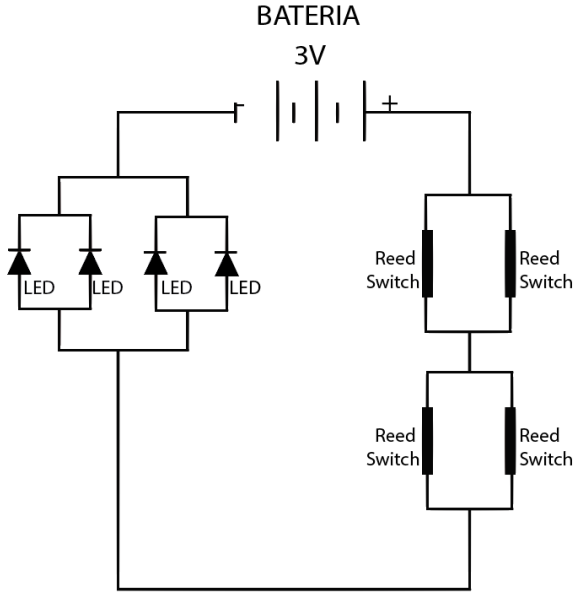 BATERIA
3V
- +
Reed Switch
Reed Switch
LED
LED
LED
LED
Reed Switch
Reed Switch